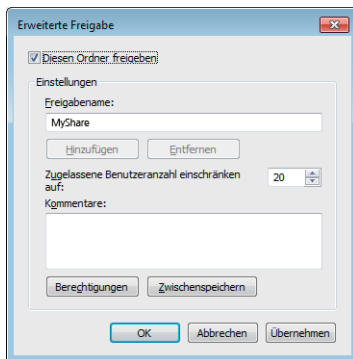 Erweiterte Freigabe
Diesen Ordner freigeben
Einstellungen
Freigabename:
MyShare
Hinzufügen Entfernen
Zugelassene Benutzeranzahl einschränken 20
auf:
Kommentare:
Berechtigungen Zwischenspeichern
OK Abbrechen Übernehmen